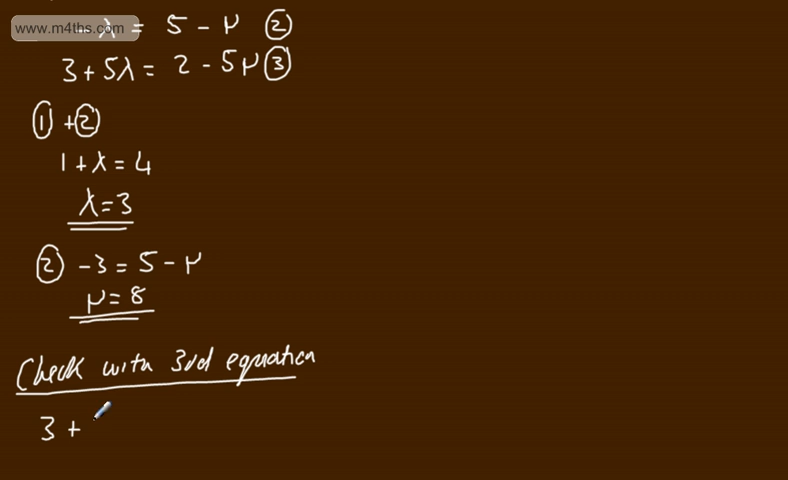 www.m4ths.com
-λ = 5 - μ ②
3 + 5λ = 2 - 5μ ③
① + ②
1 + λ = 4
λ = 3
② -3 = 5 - μ
μ = 8
Check with 3rd equation
3 +